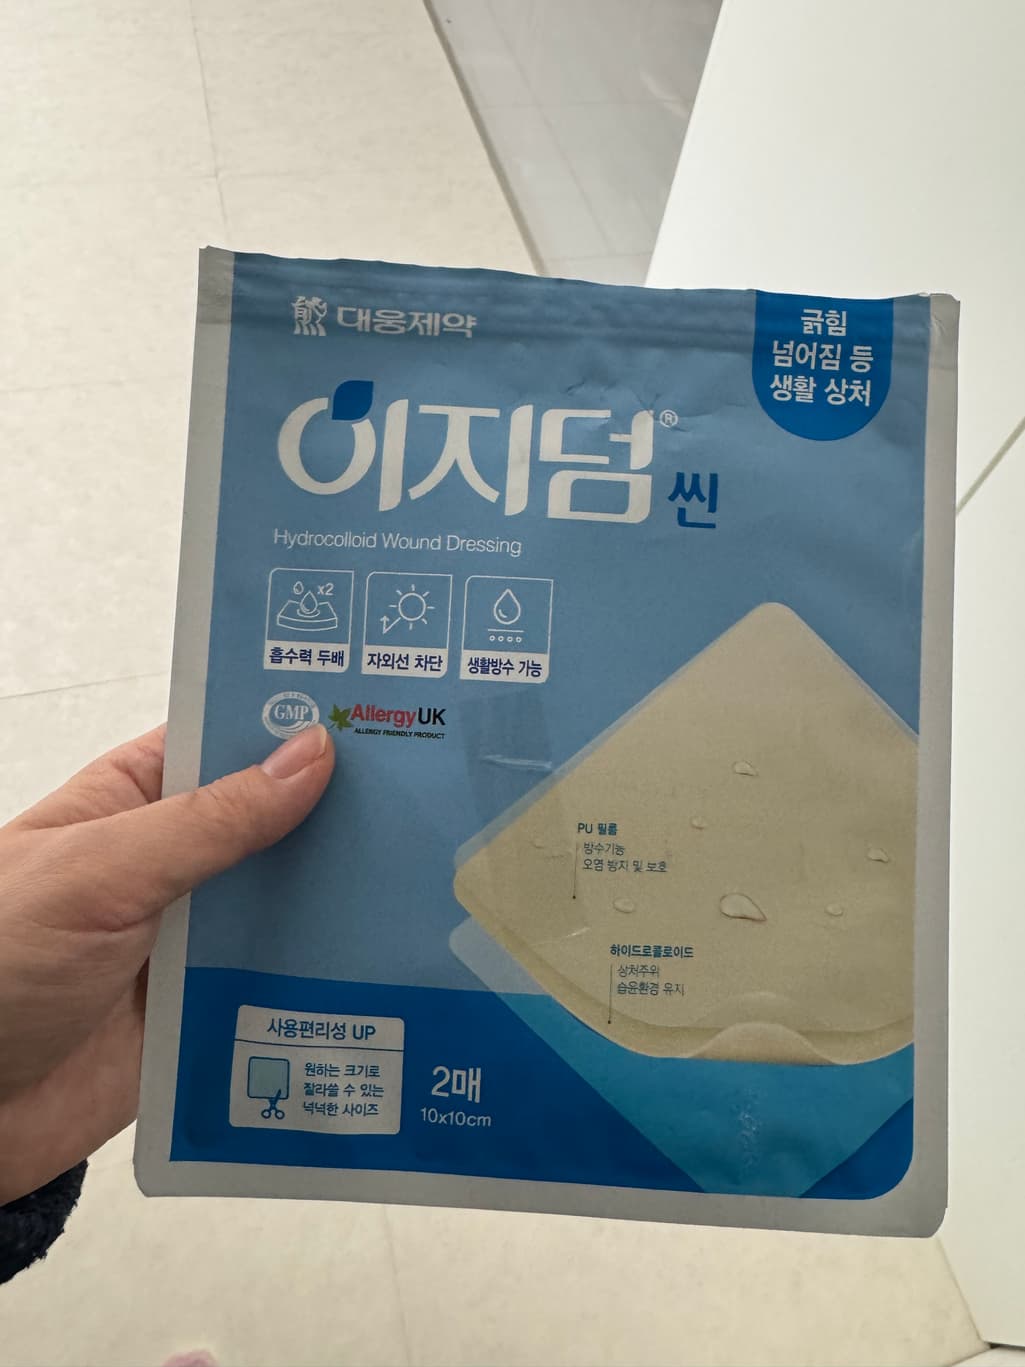 대웅제약
긁힘
넘어짐 등
생활 상처
이지덤®
씬
Hydrocolloid Wound Dressing
x2
흡수력 두배
자외선 차단
생활방수 가능
GMP
AllergyUK
ALLERGY FRIENDLY PRODUCT
PU 필름
방수기능
오염 방지 및 보호
하이드로콜로이드
상처주위
습윤환경 유지
사용편리성 UP
원하는 크기로
잘라쓸 수 있는
넉넉한 사이즈
2매
10x10cm